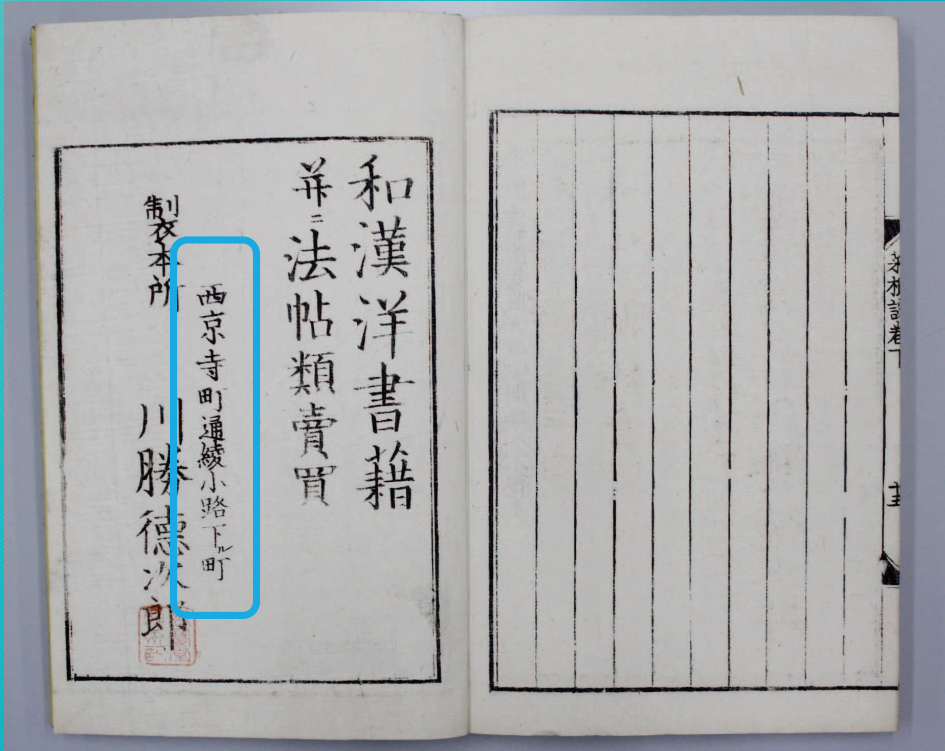 和漢洋書籍
并ニ法帖類賣買
西京寺町通綾小路下ル町
製本所　川勝德次郎